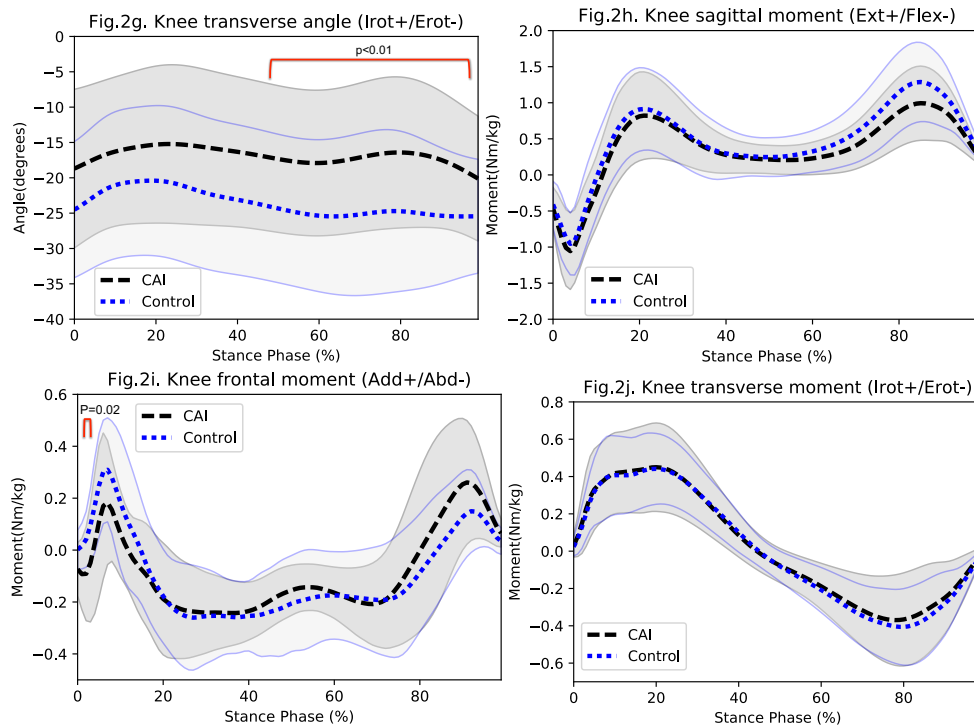 Fig.2g. Knee transverse angle (Irot+/Erot-)
0
−5
−10
−15
−20
−25
−30
−35
−40
Angle(degrees)
p<0.01
CAI
Control
0 20 40 60 80
Stance Phase (%)
Fig.2h. Knee sagittal moment (Ext+/Flex-)
2.0
1.5
1.0
0.5
0.0
−0.5
−1.0
−1.5
−2.0
Moment(Nm/kg)
CAI
Control
0 20 40 60 80
Stance Phase (%)
Fig.2i. Knee frontal moment (Add+/Abd-)
0.6
0.4
0.2
0.0
−0.2
−0.4
Moment(Nm/kg)
P=0.02
CAI
Control
0 20 40 60 80
Stance Phase (%)
Fig.2j. Knee transverse moment (Irot+/Erot-)
0.8
0.6
0.4
0.2
0.0
−0.2
−0.4
−0.6
Moment(Nm/kg)
CAI
Control
0 20 40 60 80
Stance Phase (%)